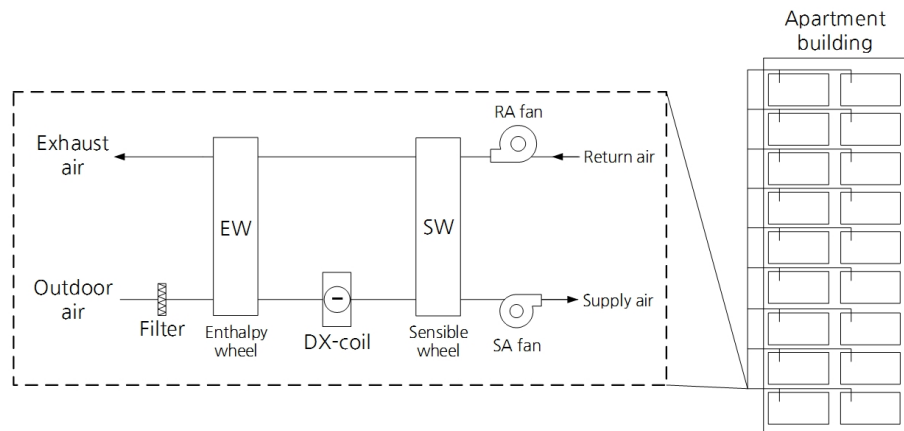 Apartment
building
RA fan
Exhaust
air
Return air
EW
SW
Outdoor
air
Supply air
Filter
Enthalpy
wheel
DX-coil
Sensible
wheel
SA fan